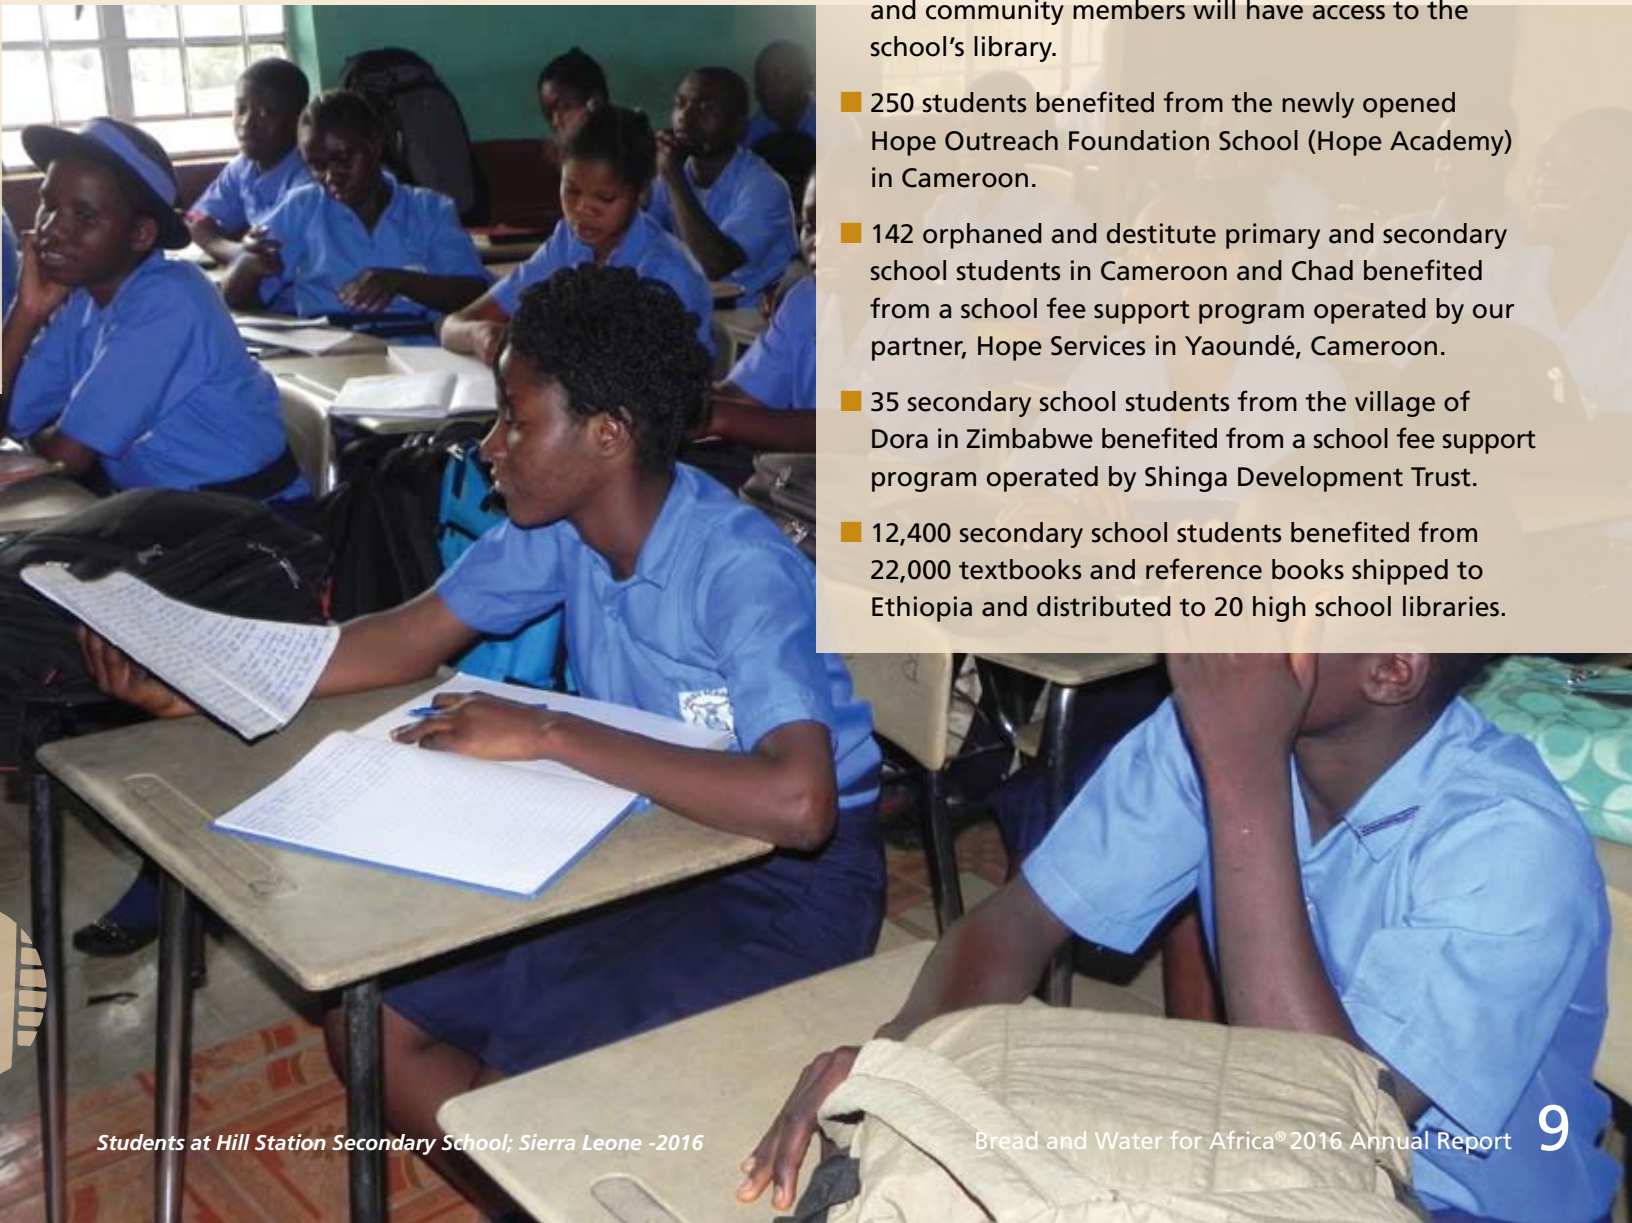 and community members will have access to the
school's library.
■ 250 students benefited from the newly opened
Hope Outreach Foundation School (Hope Academy)
in Cameroon.
■ 142 orphaned and destitute primary and secondary
school students in Cameroon and Chad benefited
from a school fee support program operated by our
partner, Hope Services in Yaoundé, Cameroon.
■ 35 secondary school students from the village of
Dora in Zimbabwe benefited from a school fee support
program operated by Shinga Development Trust.
■ 12,400 secondary school students benefited from
22,000 textbooks and reference books shipped to
Ethiopia and distributed to 20 high school libraries.
Students at Hill Station Secondary School; Sierra Leone -2016
Bread and Water for Africa® 2016 Annual Report 9